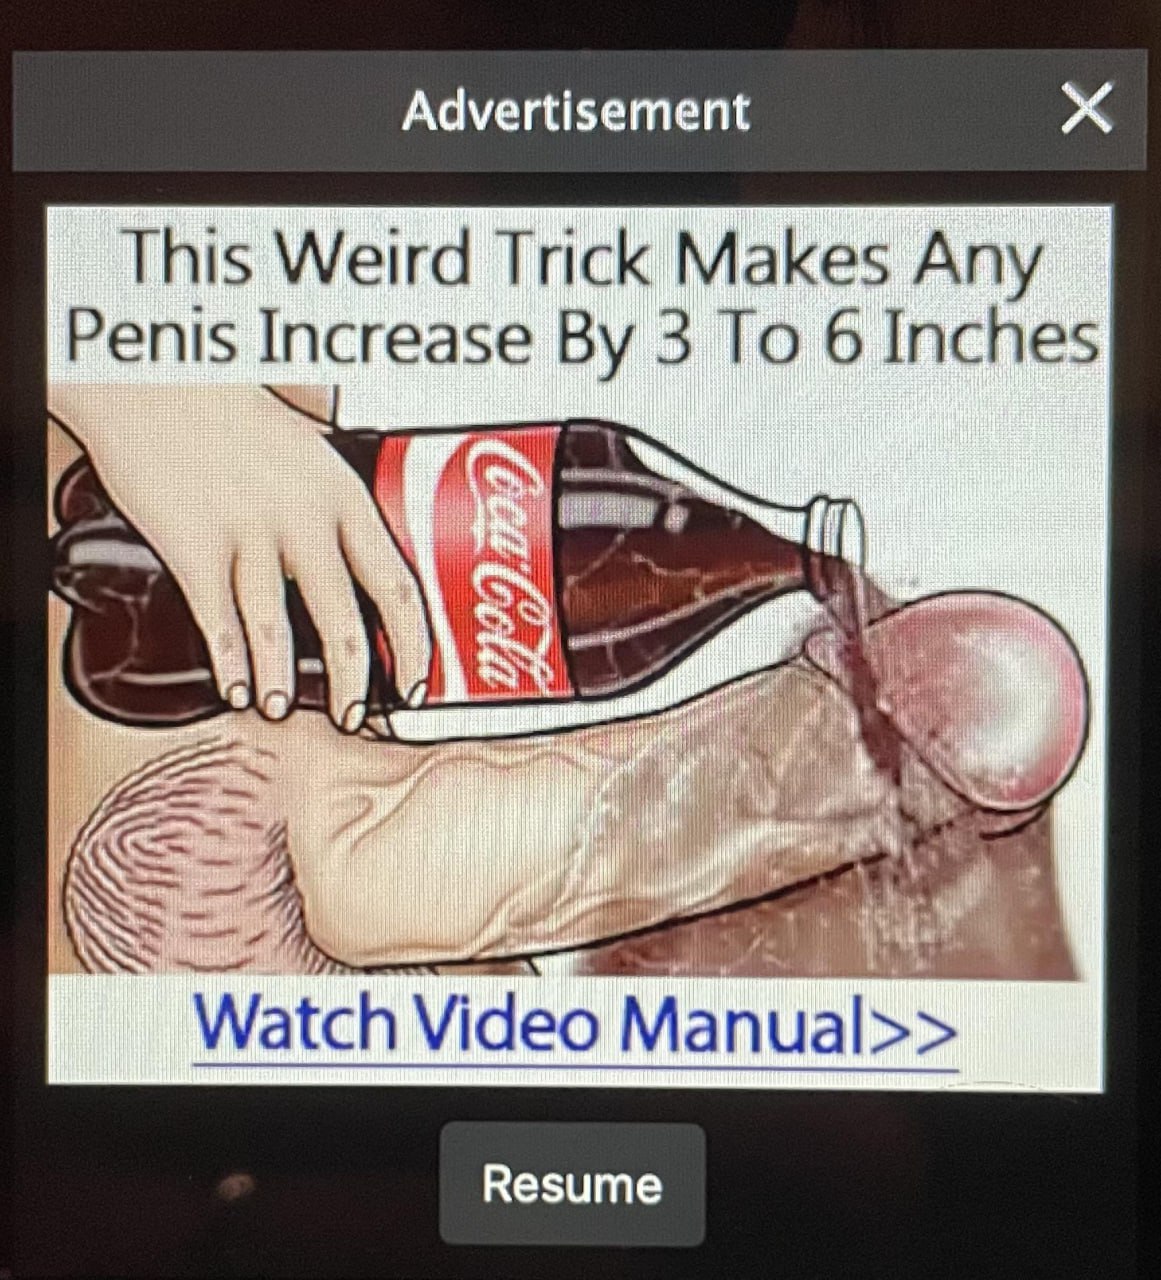 Advertisement
This Weird Trick Makes Any
Penis Increase By 3 To 6 Inches
Coca-Cola
Watch Video Manual>>
Resume